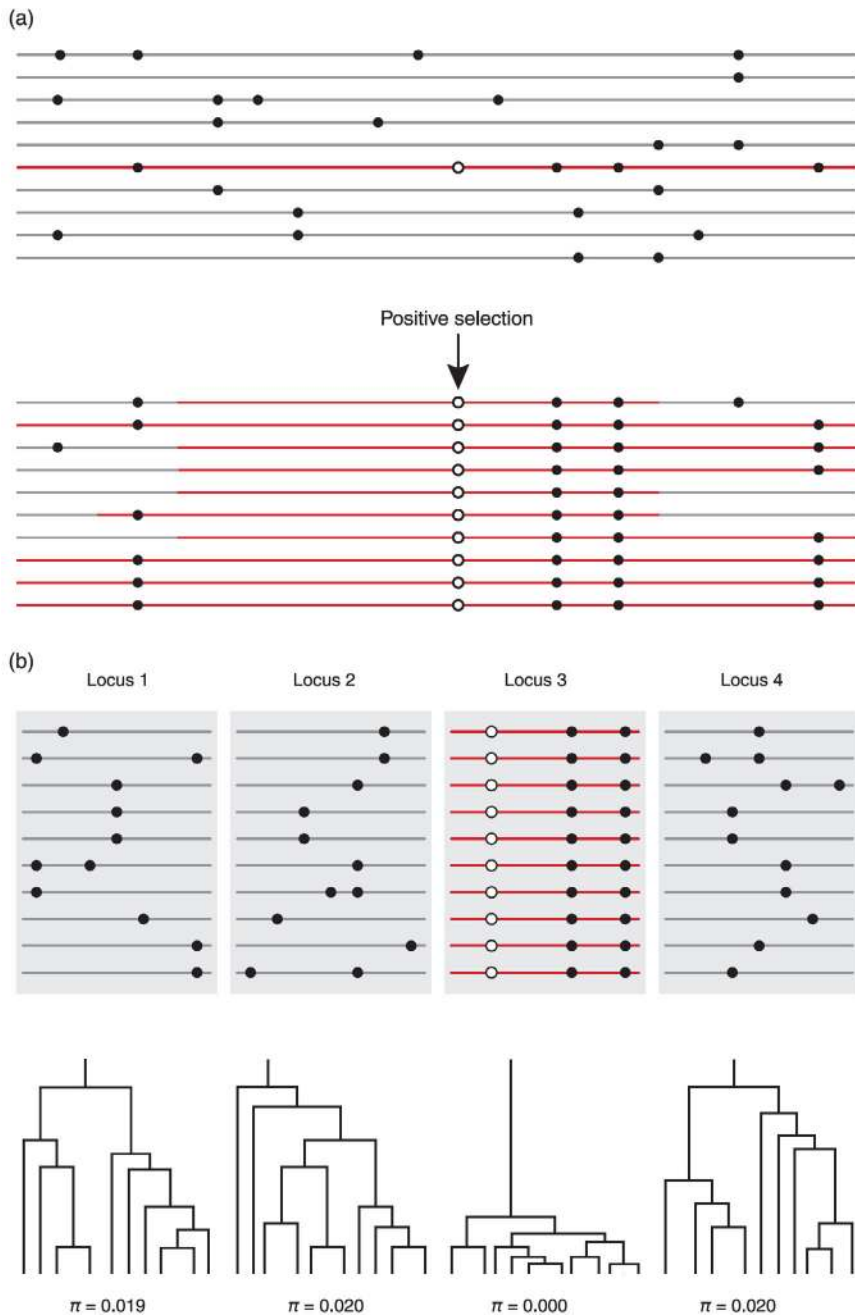 (a)
Positive selection
(b)
Locus 1 Locus 2 Locus 3 Locus 4
π = 0.019 π = 0.020 π = 0.000 π = 0.020